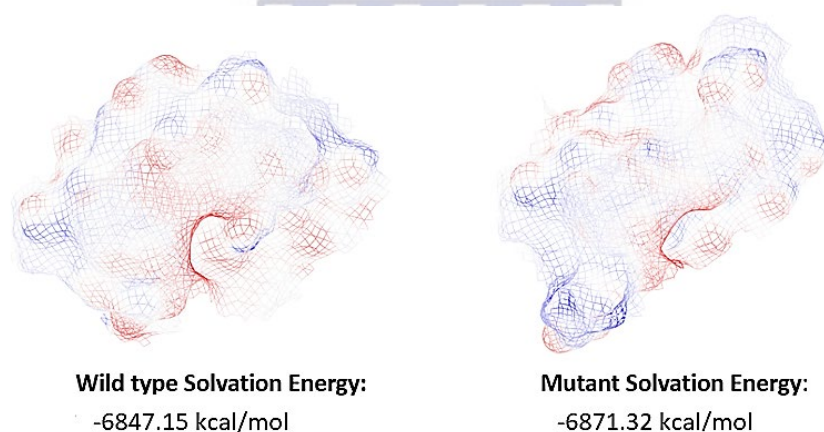 Wild type Solvation Energy:
-6847.15 kcal/mol
Mutant Solvation Energy:
-6871.32 kcal/mol